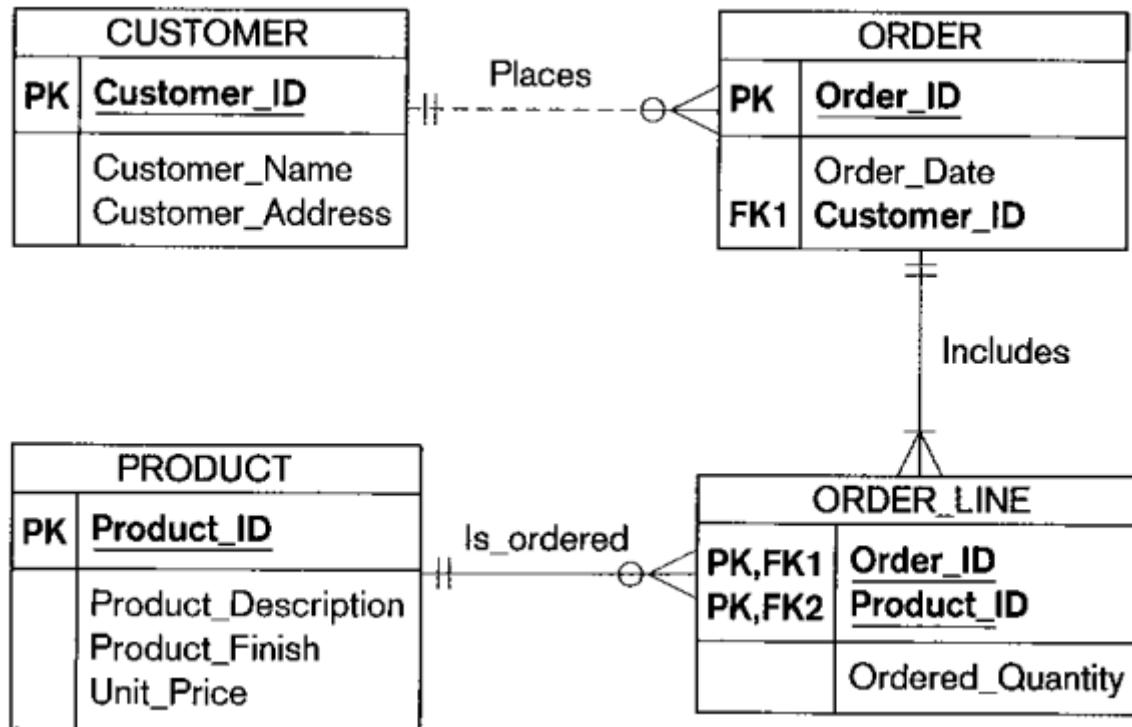 CUSTOMER
PK Customer_ID
Customer_Name
Customer_Address
Places
ORDER
PK Order_ID
Order_Date
FK1 Customer_ID
Includes
PRODUCT
PK Product_ID
Product_Description
Product_Finish
Unit_Price
Is_ordered
ORDER_LINE
PK,FK1 Order_ID
PK,FK2 Product_ID
Ordered_Quantity